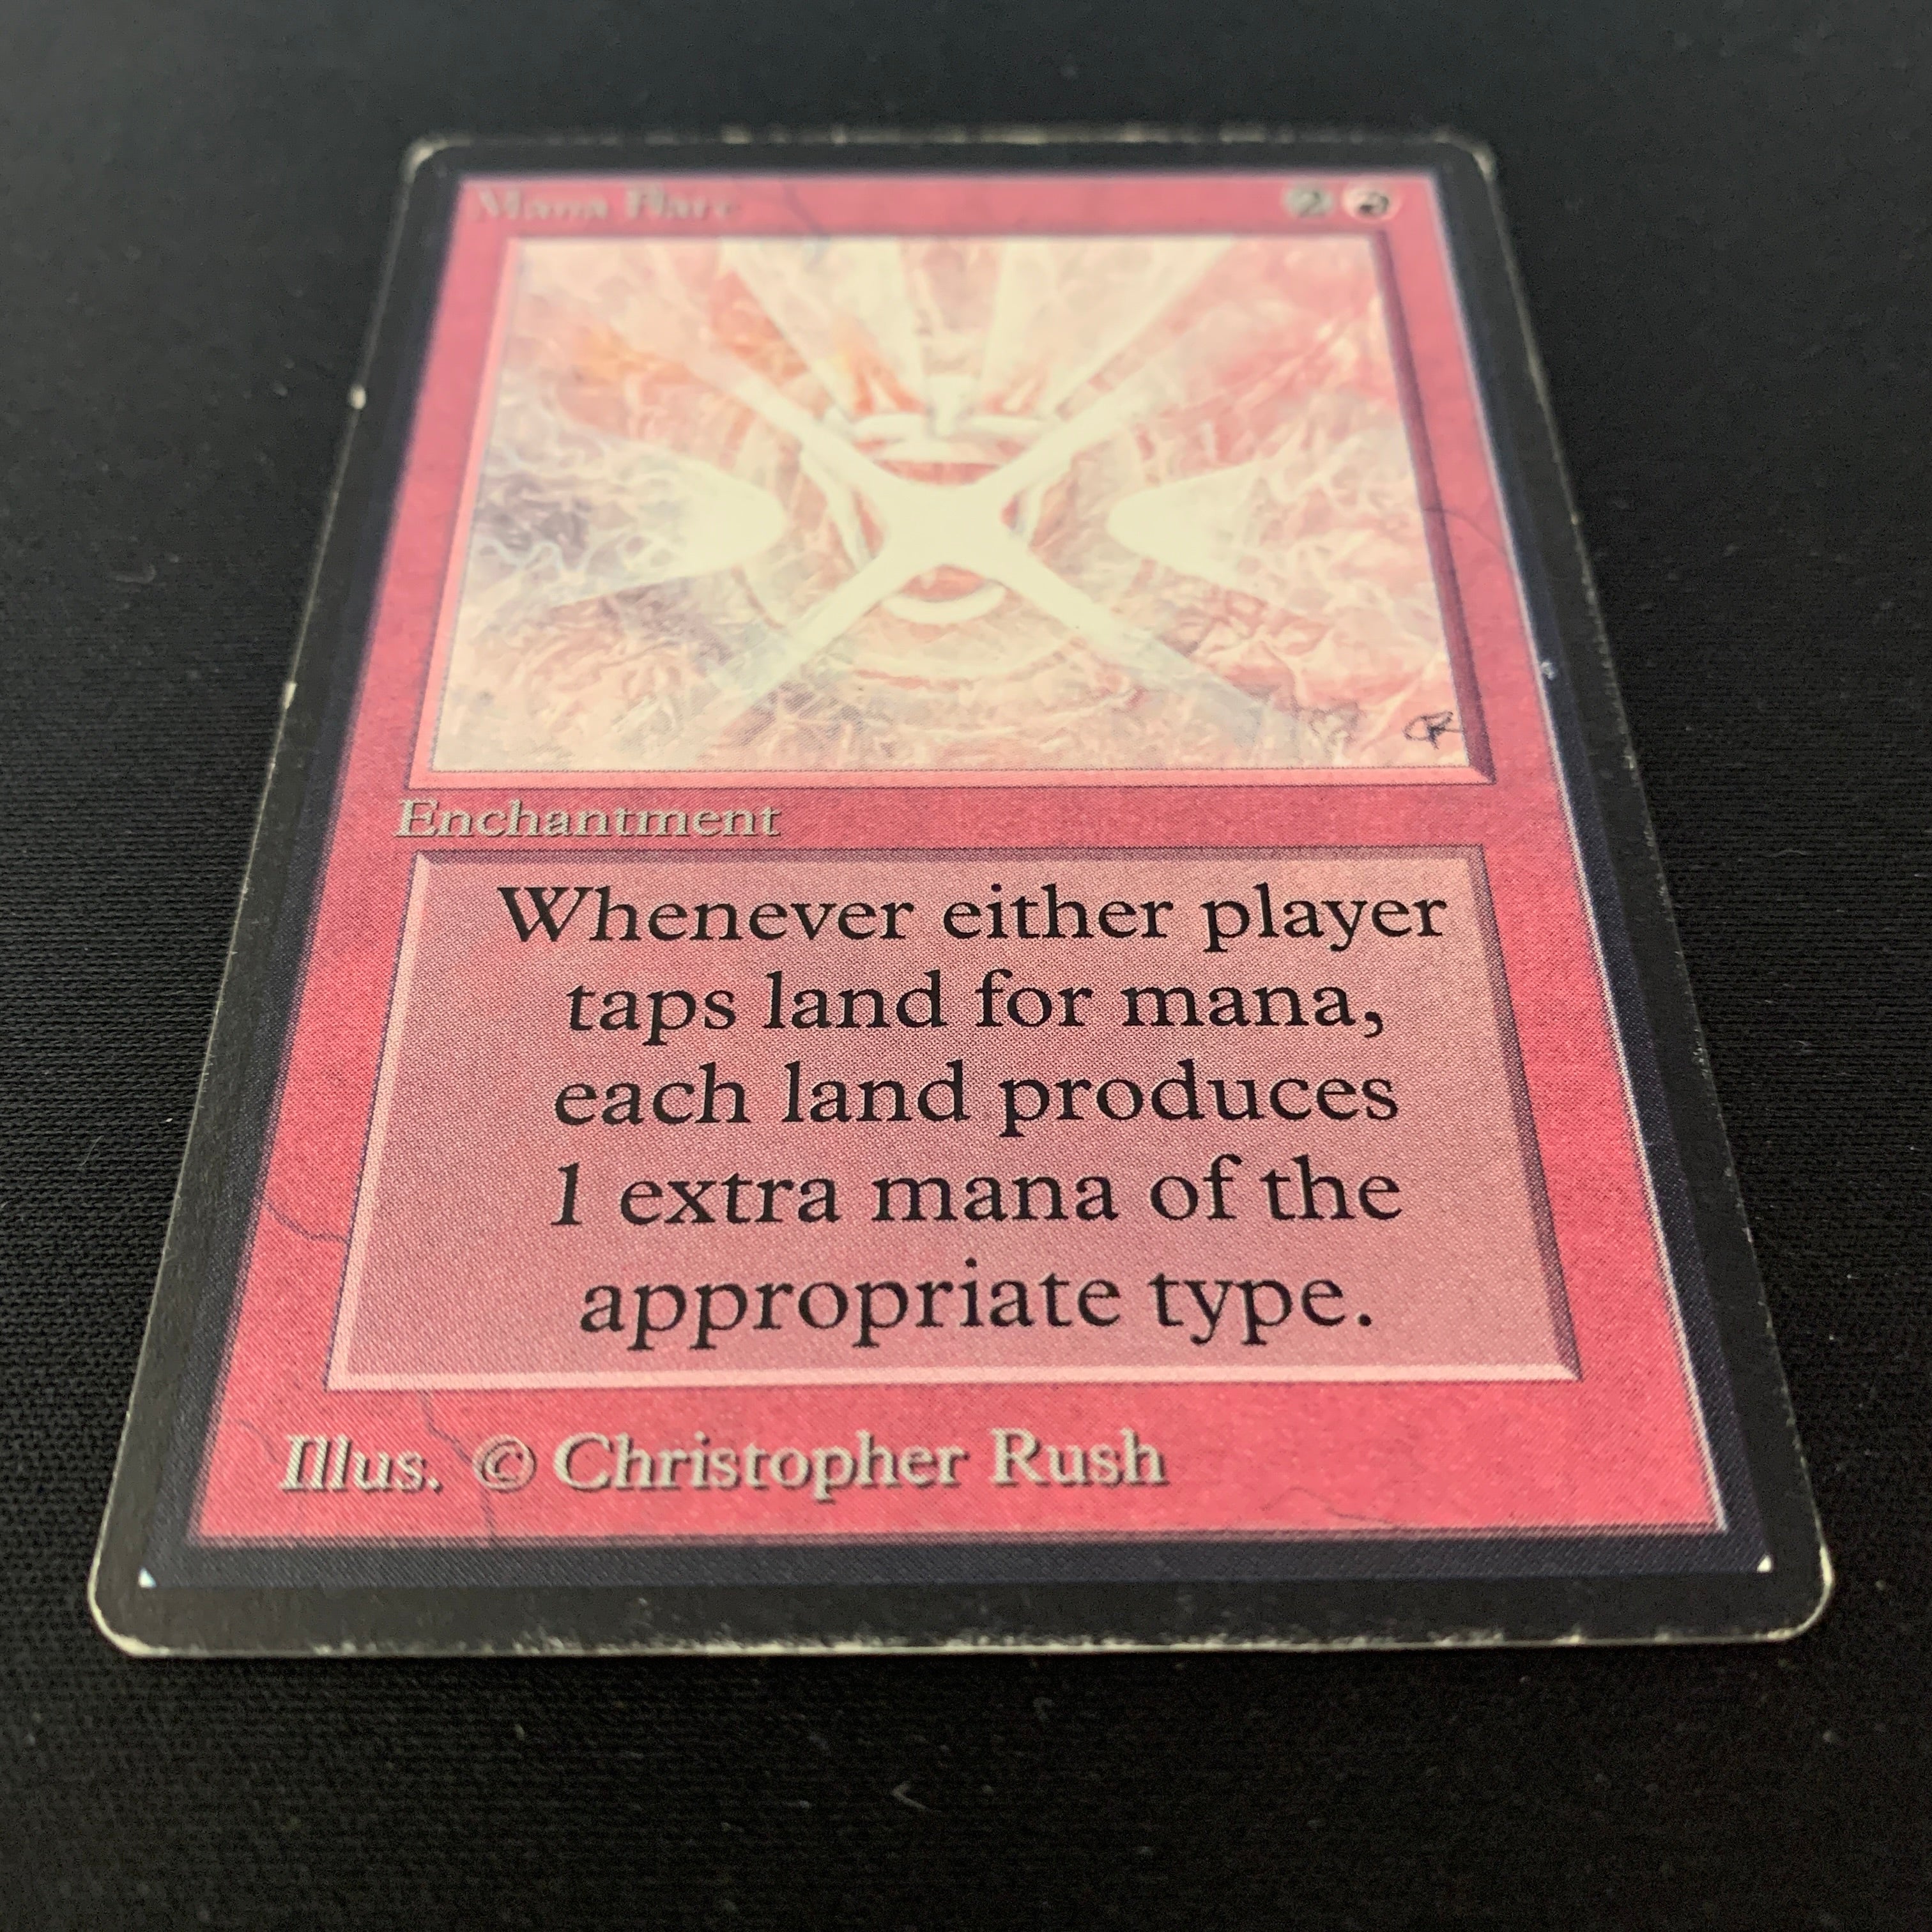 Mana Flare 2
Enchantment
Whenever either player
taps land for mana,
each land produces
1 extra mana of the
appropriate type.
Illus. © Christopher Rush